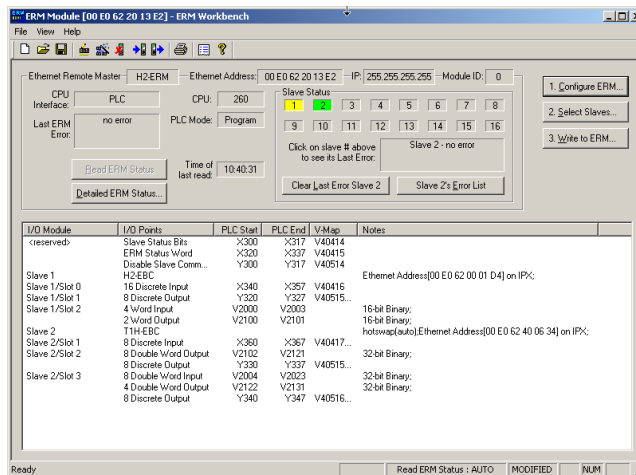 ERM Module [00 E0 62 20 13 E2] - ERM Workbench
File View Help
Ethernet Remote Master H2-ERM Ethernet Address: 00 E0 62 20 13 E2 IP: 255.255.255.255 Module ID: 0
CPU Interface: PLC CPU: 260
Last ERM Error: no error PLC Mode: Program
Read ERM Status Time of last read: 10:40:31
Detailed ERM Status...
Slave Status
1 2 3 4 5 6 7 8
9 10 11 12 13 14 15 16
Click on slave # above to see its Last Error: Slave 2 - no error
Clear Last Error Slave 2 Slave 2's Error List
1. Configure ERM...
2. Select Slaves...
3. Write to ERM...
I/O Module I/O Points PLC Start PLC End V-Map Notes
<reserved> Slave Status Bits X300 X317 V40414
ERM Status Word X320 X337 V40415
Disable Slave Comm... Y300 Y317 V40514
Slave 1 H2-EBC Ethernet Address[00 E0 62 00 01 D4] on IPX;
Slave 1/Slot 0 16 Discrete Input X340 X357 V40416
Slave 1/Slot 1 8 Discrete Output Y320 Y327 V40515...
Slave 1/Slot 2 4 Word Input V2000 V2003 16-bit Binary;
2 Word Output V2100 V2101 16-bit Binary;
Slave 2 T1H-EBC hotswap(auto);Ethernet Address[00 E0 62 40 06 34] on IPX;
Slave 2/Slot 1 8 Discrete Input X360 X367 V40417...
Slave 2/Slot 2 8 Double Word Output V2102 V2121 32-bit Binary;
8 Discrete Output Y330 Y337 V40515...
Slave 2/Slot 3 8 Double Word Input V2004 V2023 32-bit Binary;
4 Double Word Output V2122 V2131 32-bit Binary;
8 Discrete Output Y340 Y347 V40516...
Ready Read ERM Status : AUTO MODIFIED NUM